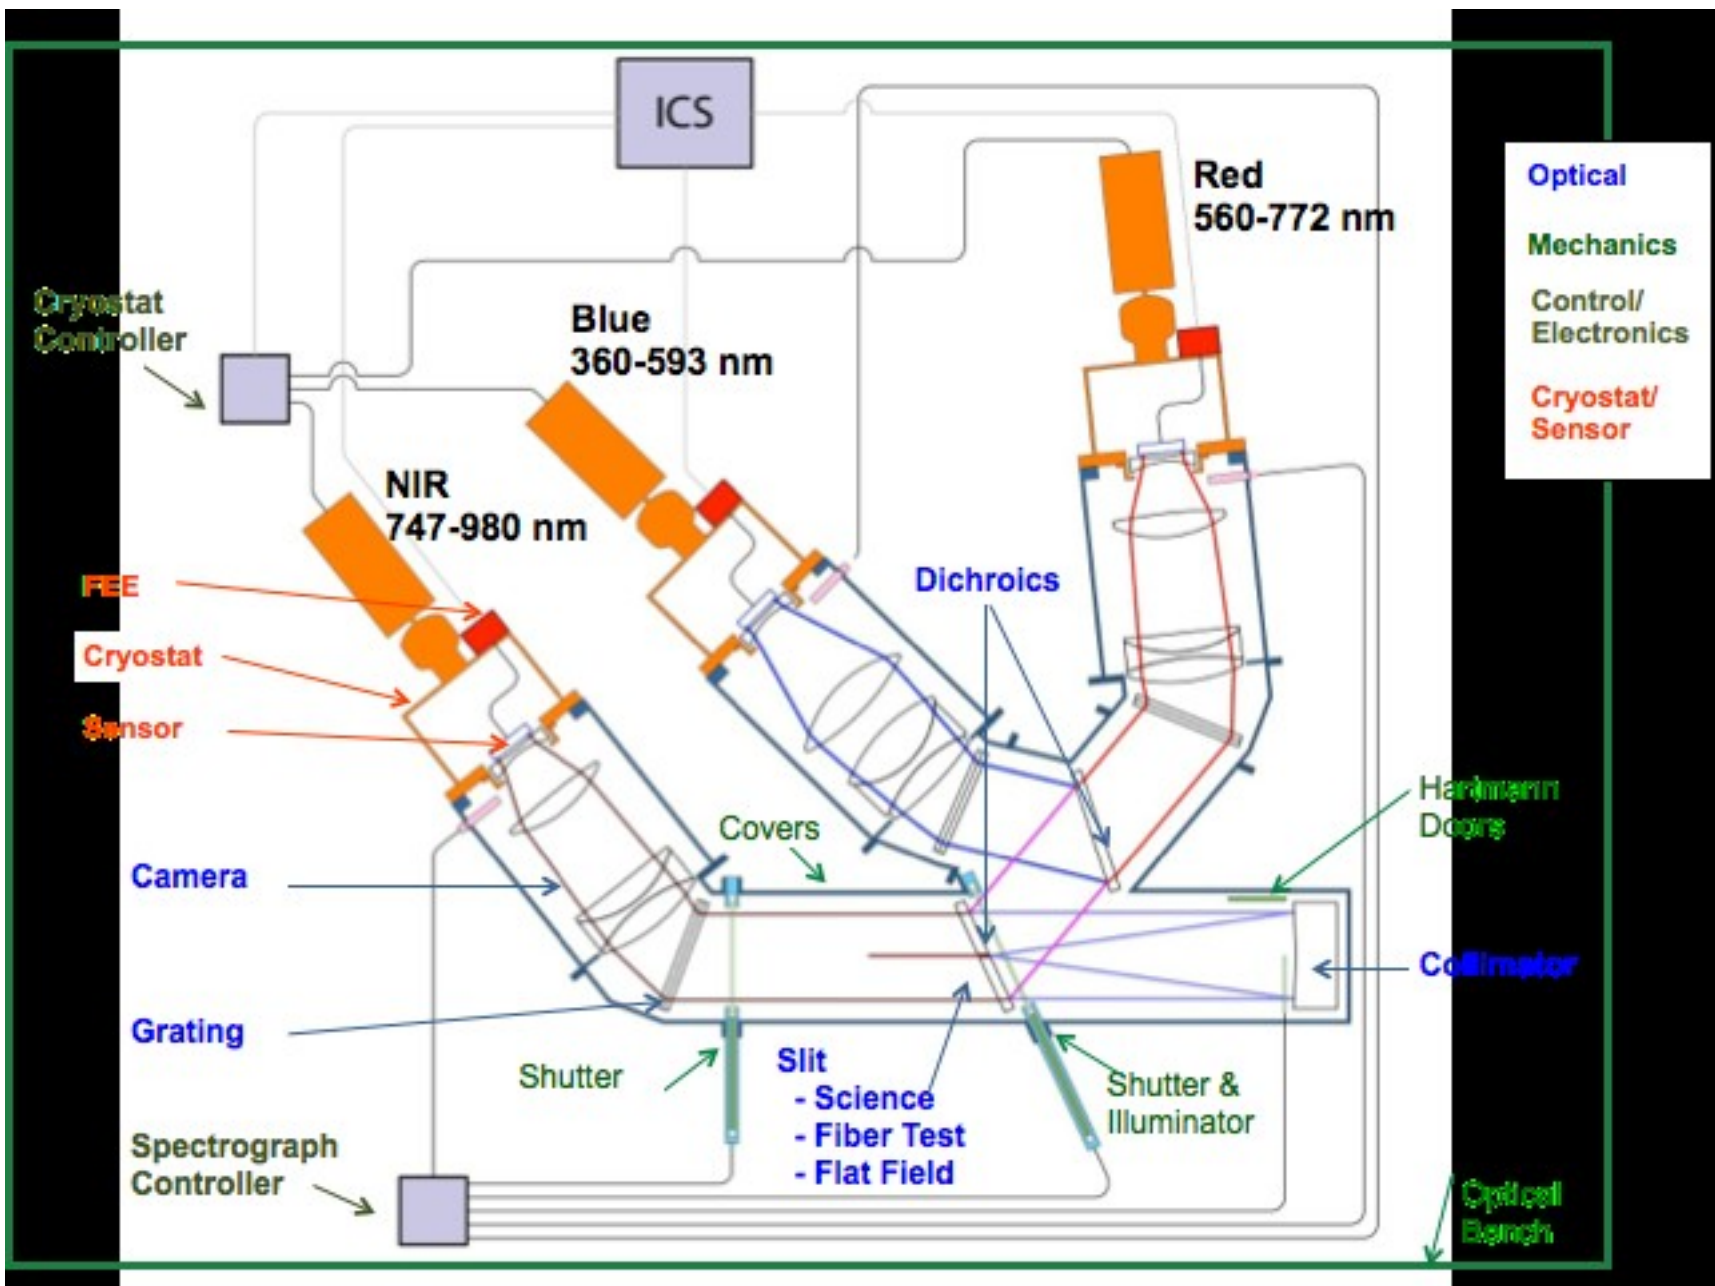 ICS
Red
560-772 nm
Optical
Mechanics
Control/
Electronics
Cryostat/
Sensor
Cryostat
Controller
Blue
360-593 nm
NIR
747-980 nm
FEE
Dichroics
Cryostat
Sensor
Hartmann
Doors
Covers
Camera
Collimator
Grating
Shutter
Slit
- Science
- Fiber Test
- Flat Field
Shutter &
Illuminator
Spectrograph
Controller
Optical
Bench